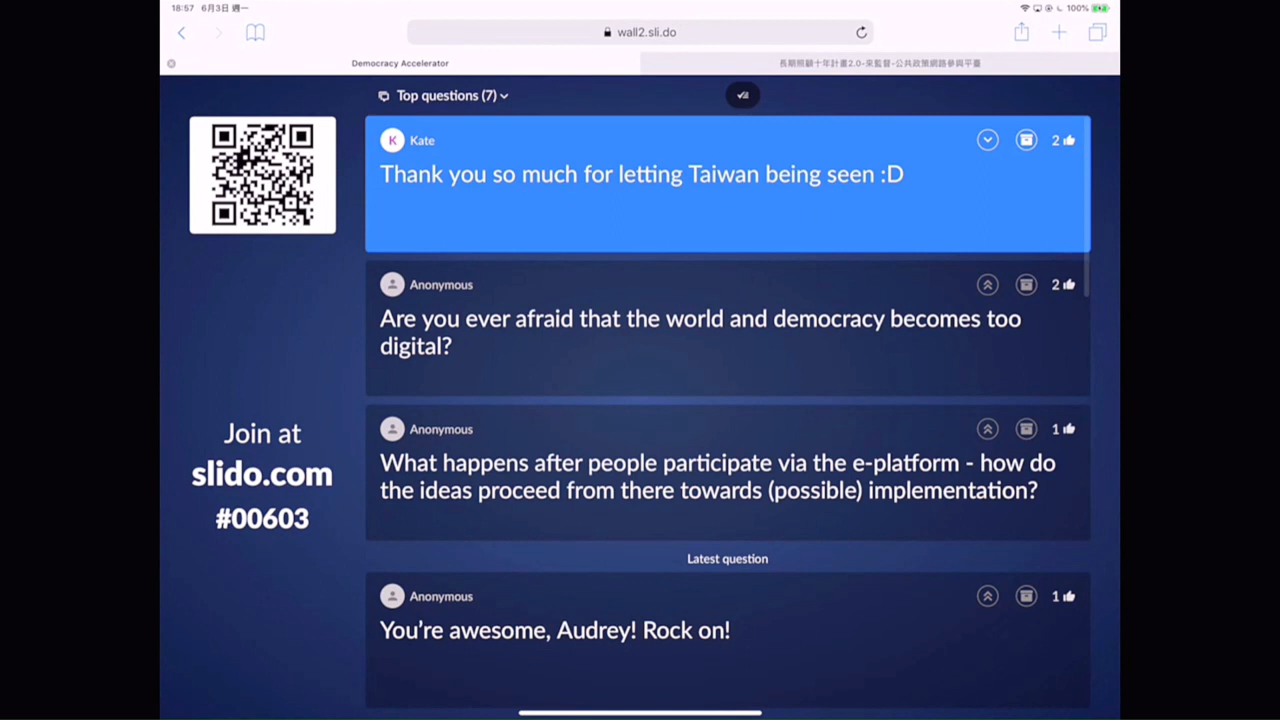 18:57 6月3日 週一
100%
wall2.sli.do
Democracy Accelerator
長期照顧十年計畫2.0-來監督-公共政策網路參與平臺
Top questions (7)
K Kate
2
Thank you so much for letting Taiwan being seen :D
Anonymous
2
Are you ever afraid that the world and democracy becomes too
digital?
Anonymous
1
What happens after people participate via the e-platform - how do
the ideas proceed from there towards (possible) implementation?
Join at
slido.com
#00603
Latest question
Anonymous
1
You're awesome, Audrey! Rock on!